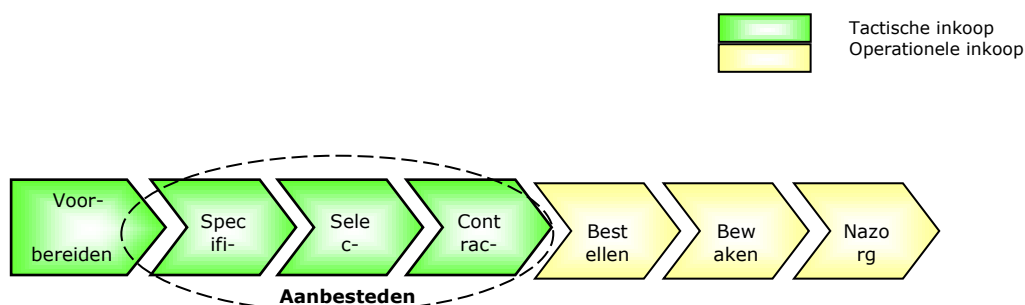 Tactische inkoop
Operationele inkoop
Voor-
bereiden
Spec
ifi-
Sele
c-
Cont
rac-
Best
ellen
Bew
aken
Nazo
rg
Aanbesteden